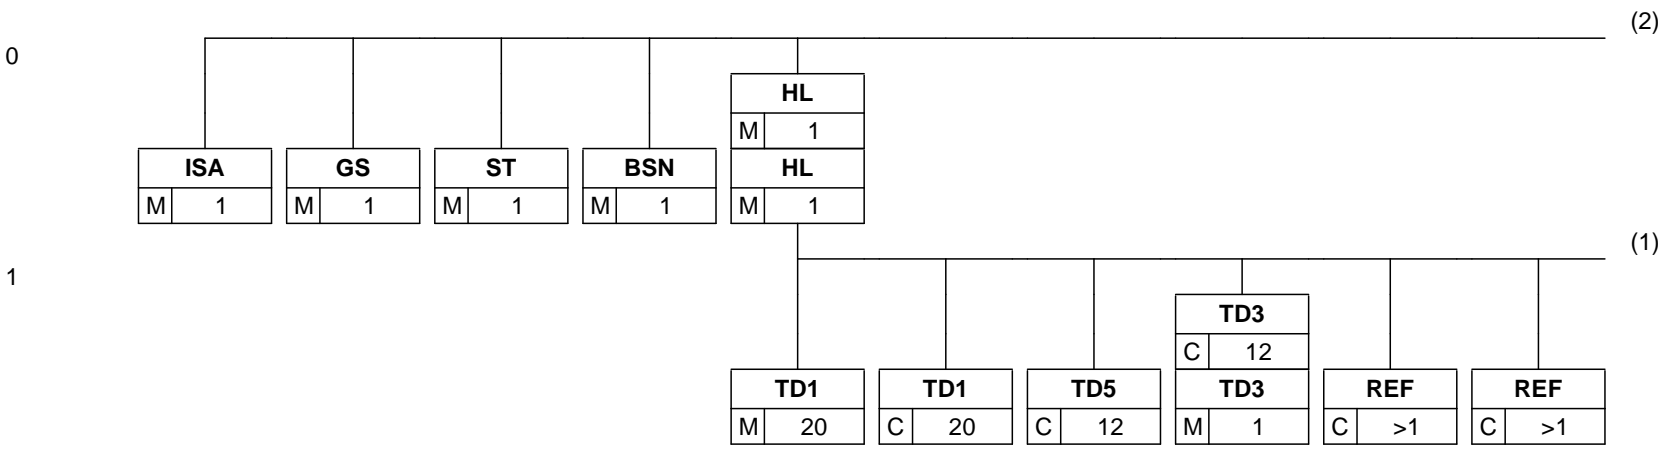 (2)
0
HL
M 1
ISA GS ST BSN HL
M 1 M 1 M 1 M 1 M 1
(1)
1
TD3
C 12
TD1 TD1 TD5 TD3 REF REF
M 20 C 20 C 12 M 1 C >1 C >1